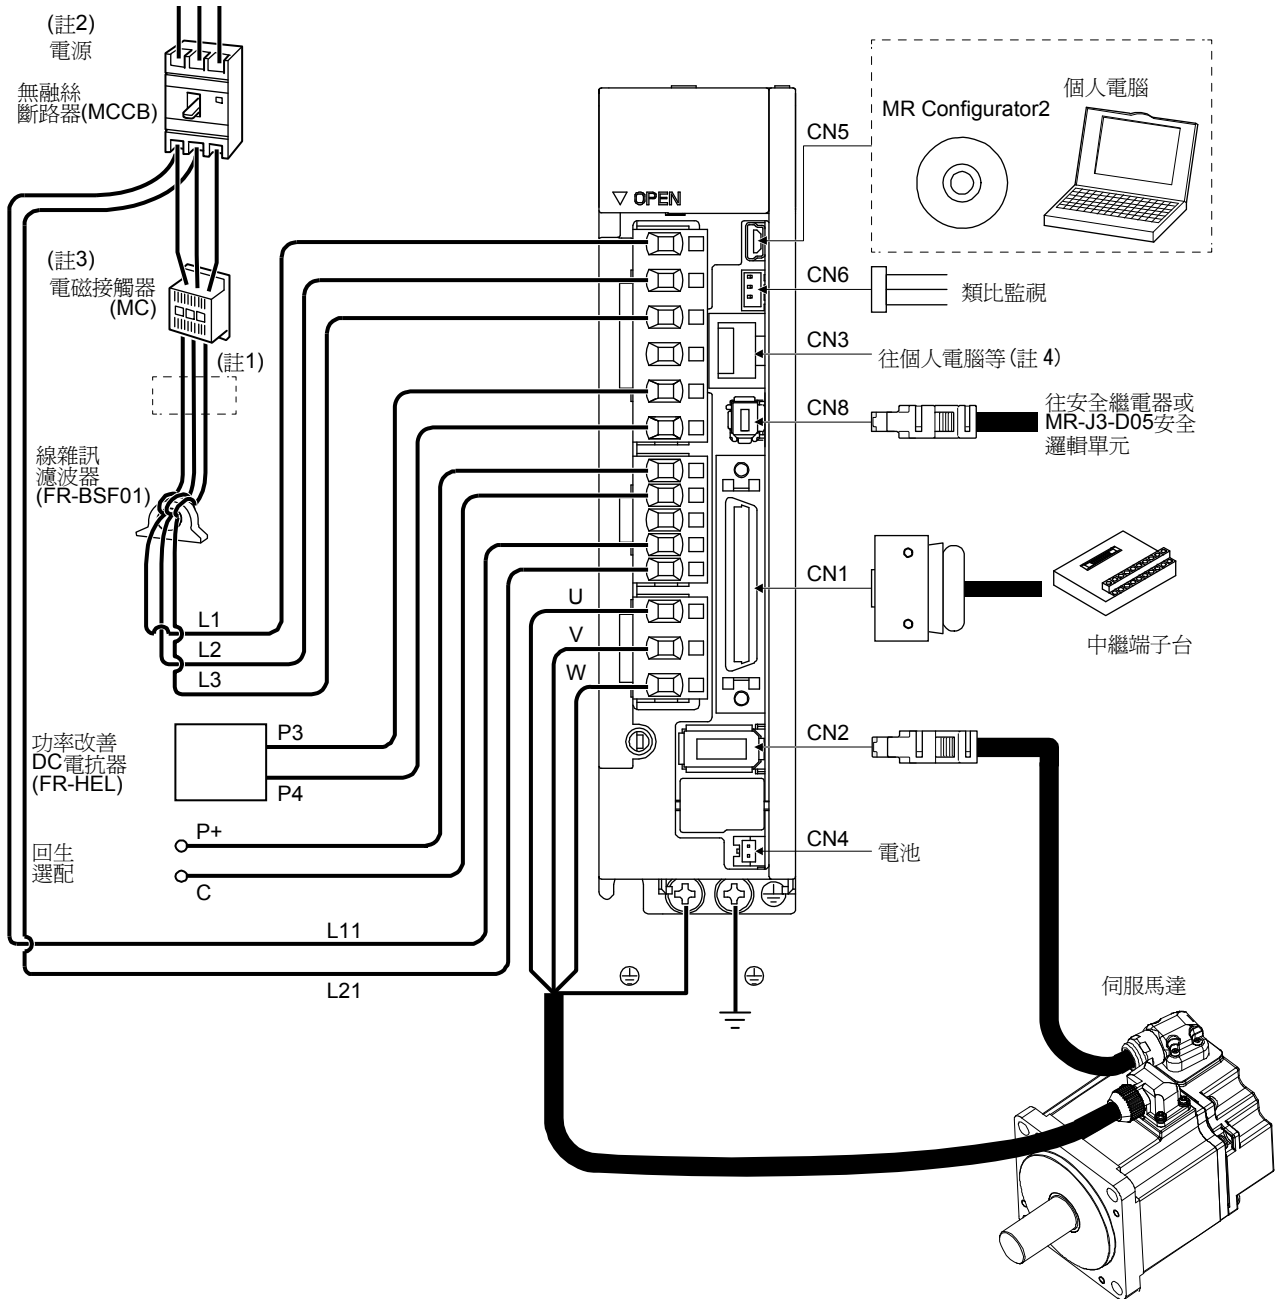 (註2)
電源
無融絲
斷路器(MCCB)
(註3)
電磁接觸器
(MC)
(註1)
線雜訊
濾波器
(FR-BSF01)
L1
L2
L3
功率改善
DC電抗器
(FR-HEL)
P3
P4
回生
選配
P+
C
L11
L21
▽ OPEN
U
V
W
CN5
MR Configurator2
個人電腦
CN6
類比監視
CN3
往個人電腦等(註 4)
CN8
往安全繼電器或
MR-J3-D05安全
邏輯單元
CN1
中繼端子台
CN2
CN4
電池
伺服馬達